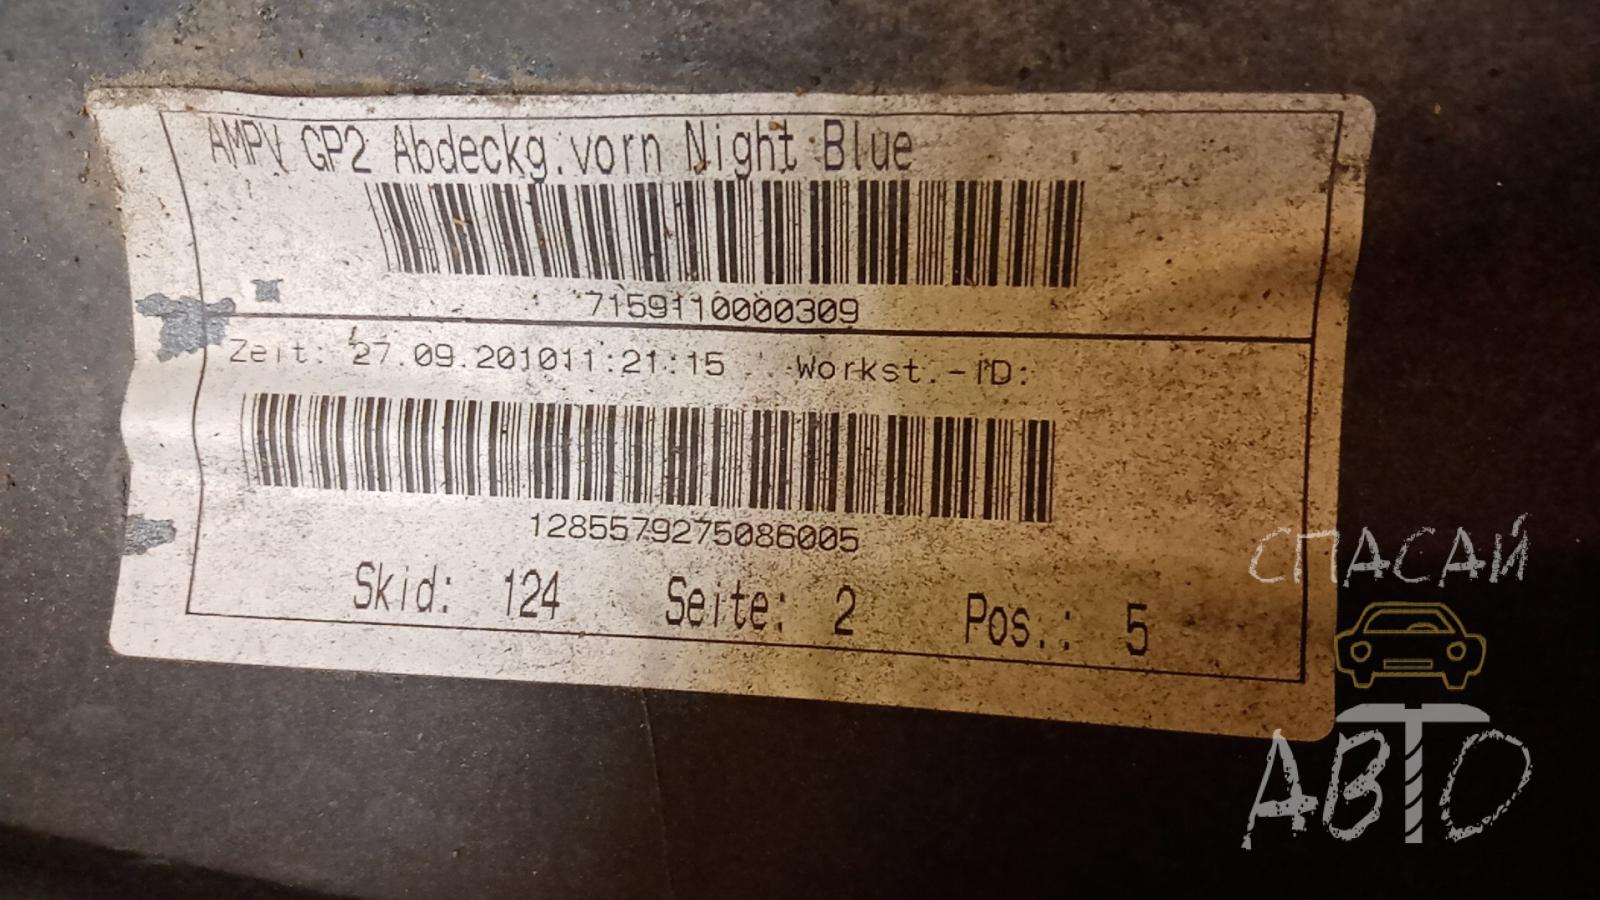 AMPV GP2 Abdeckg.vorn Night Blue
7159110000309
Zeit: 27.09.201011:21:15 Workst.-ID:
1285579275086005
Skid: 124 Seite: 2 Pos.: 5
СПАСАЙ
АВТО